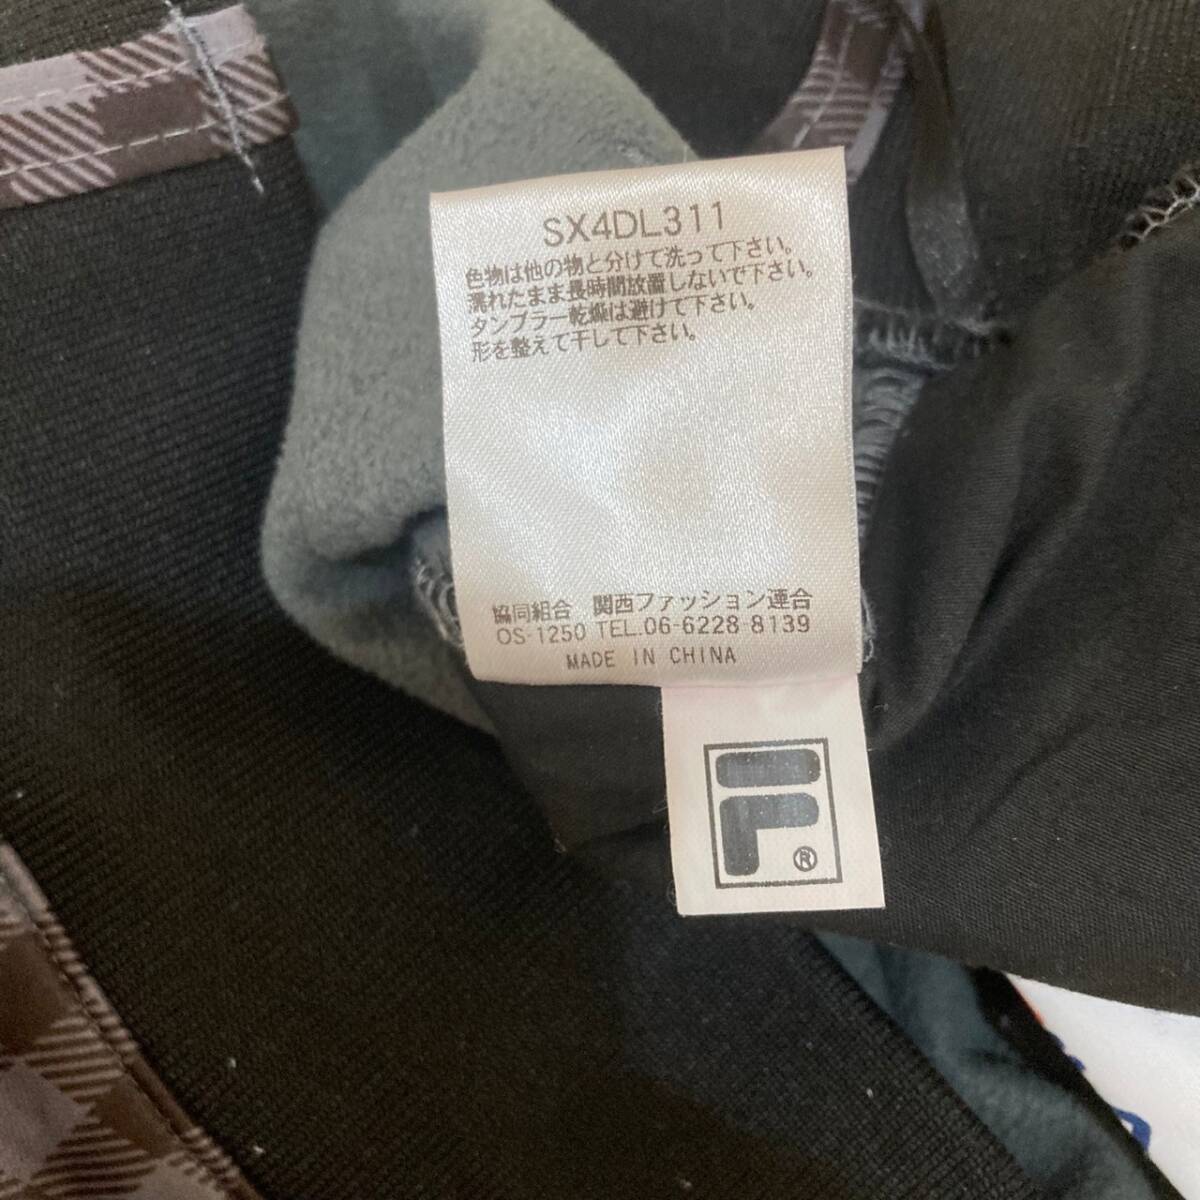 SX4DL311
色物は他の物と分けて洗って下さい。
濡れたまま長時間放置しないで下さい。
タンブラー乾燥は避けて下さい。
形を整えて干して下さい。
協同組合 関西ファッション連合
OS-1250 TEL.06-6228-8139
MADE IN CHINA
F ®